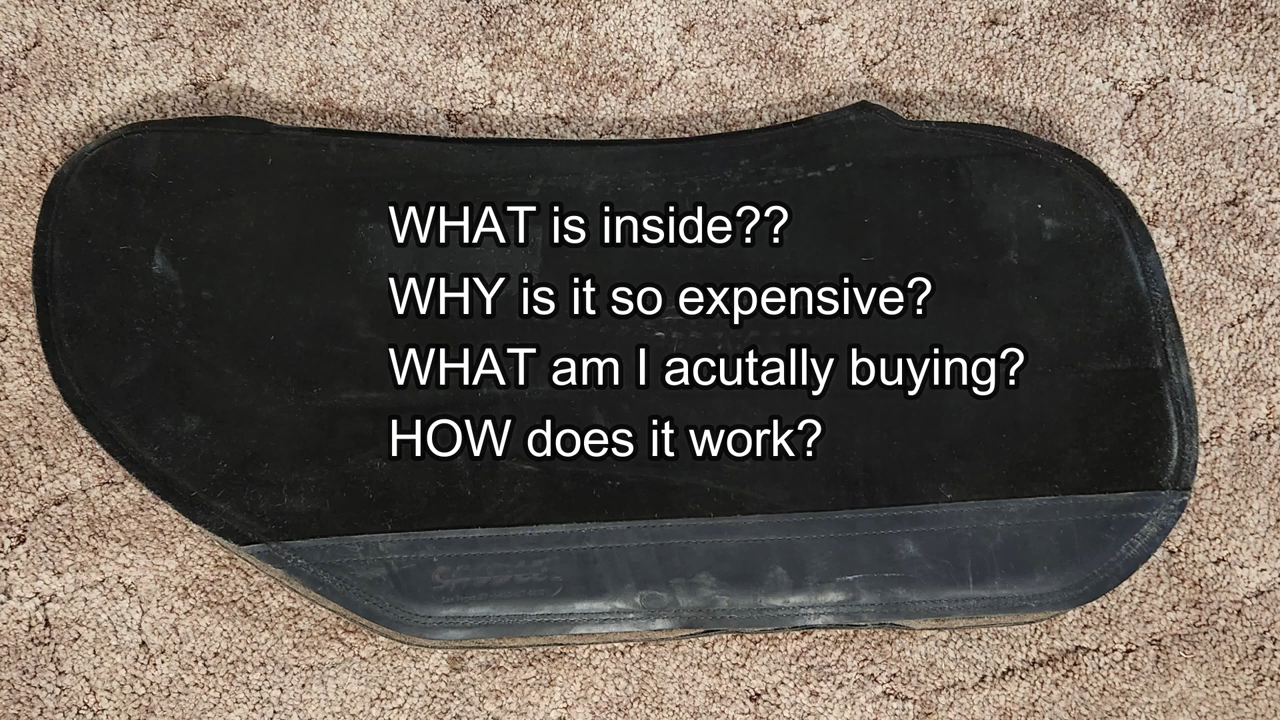 WHAT is inside??
WHY is it so expensive?
WHAT am I acutally buying?
HOW does it work?